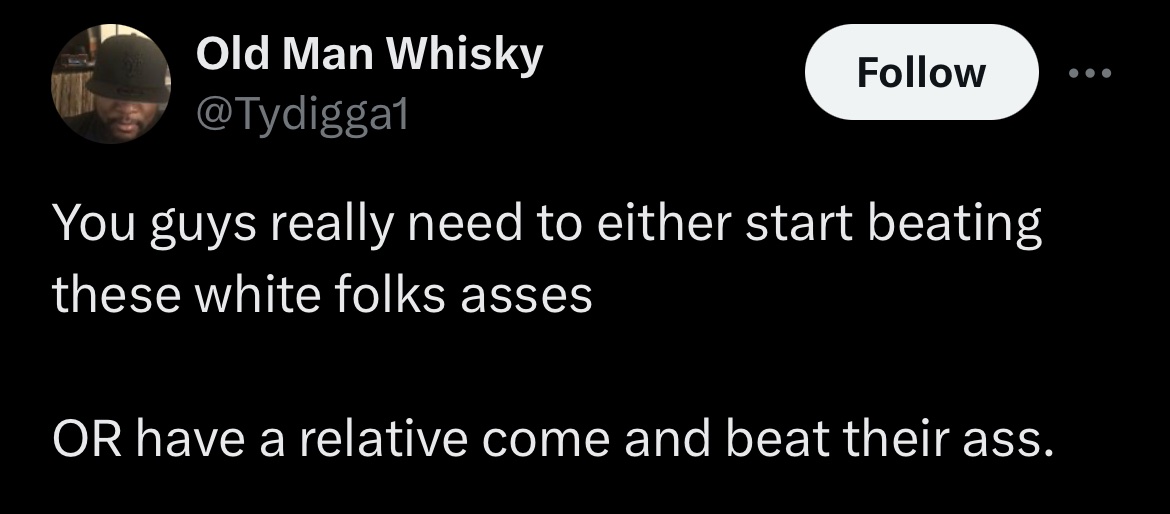 Old Man Whisky
@Tydigga1
Follow
You guys really need to either start beating
these white folks asses
OR have a relative come and beat their ass.